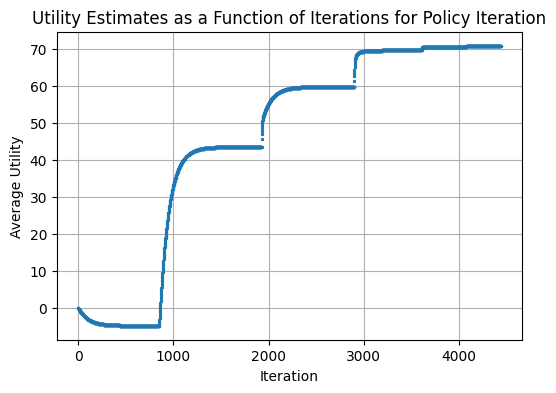 Utility Estimates as a Function of Iterations for Policy Iteration
70
60
50
40
30
20
10
0
Average Utility
0 1000 2000 3000 4000
Iteration